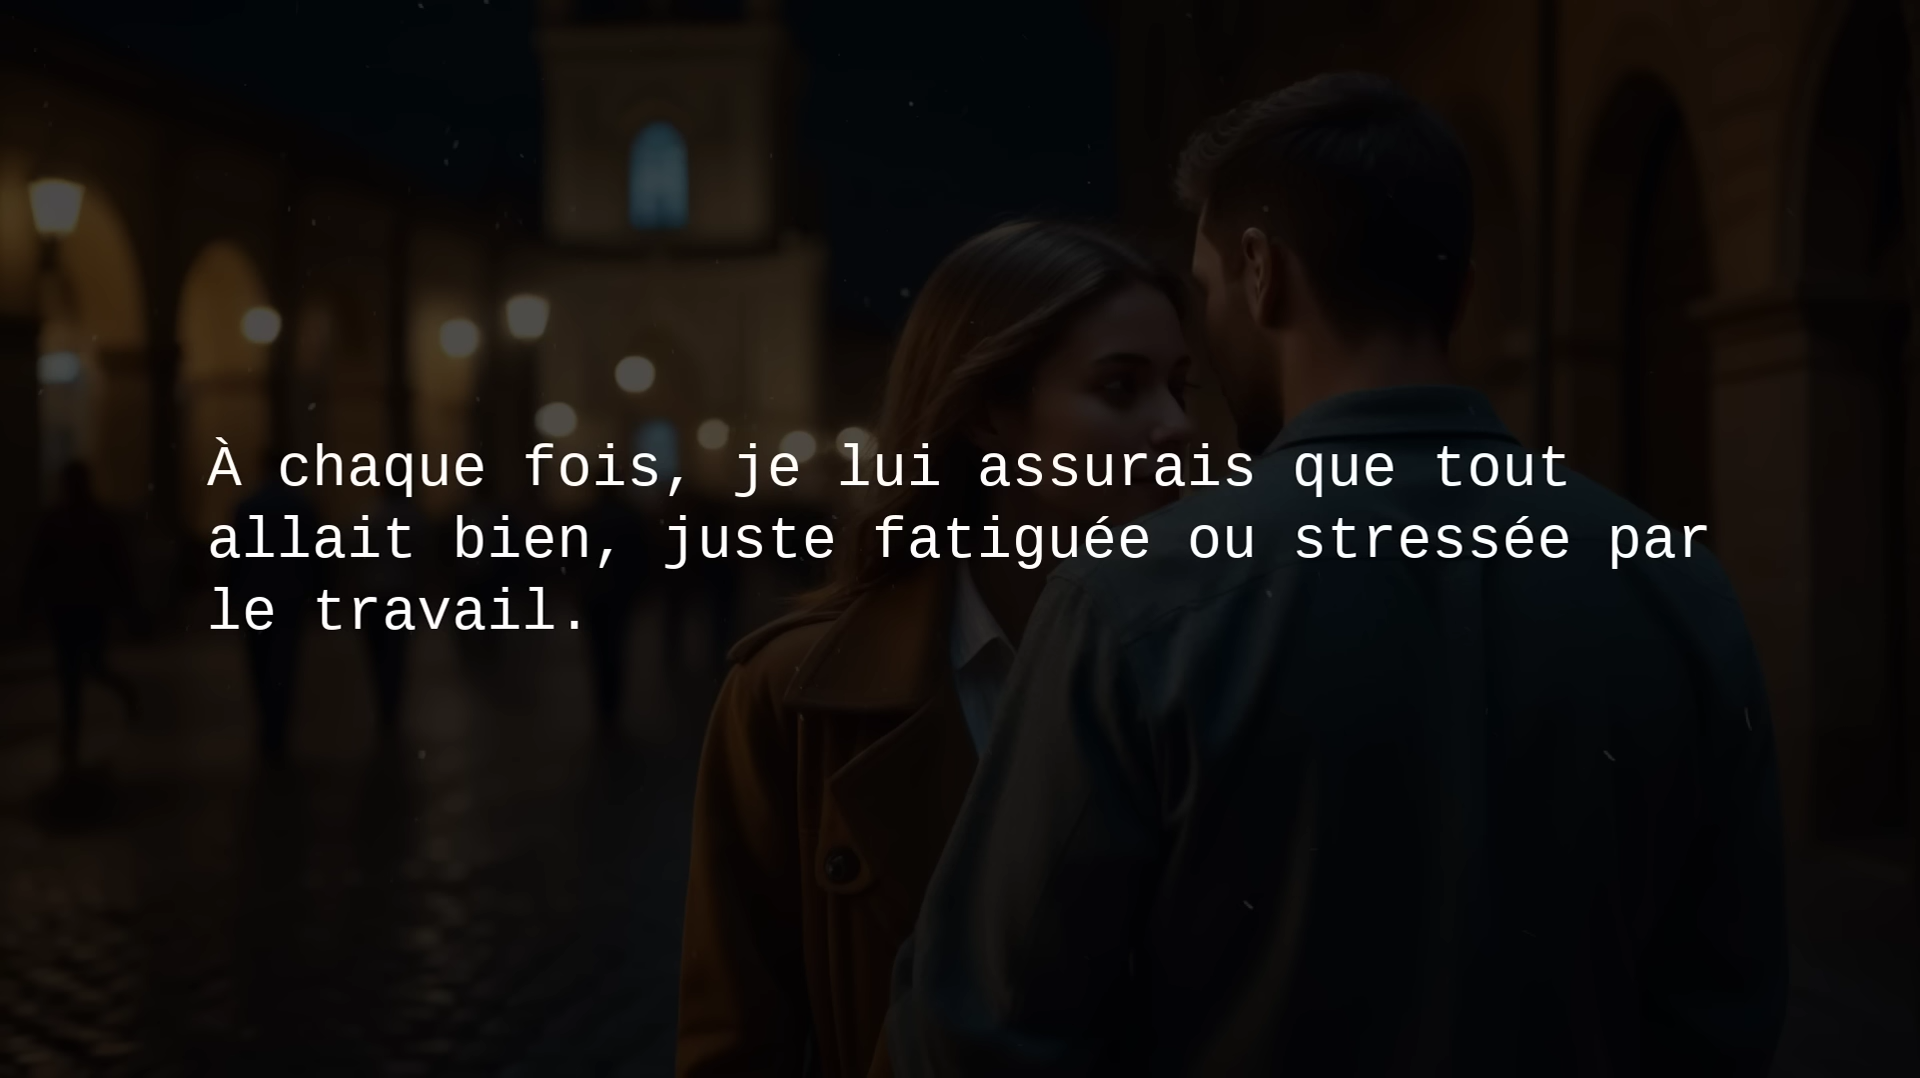 À chaque fois, je lui assurais que tout
allait bien, juste fatiguée ou stressée par
le travail.